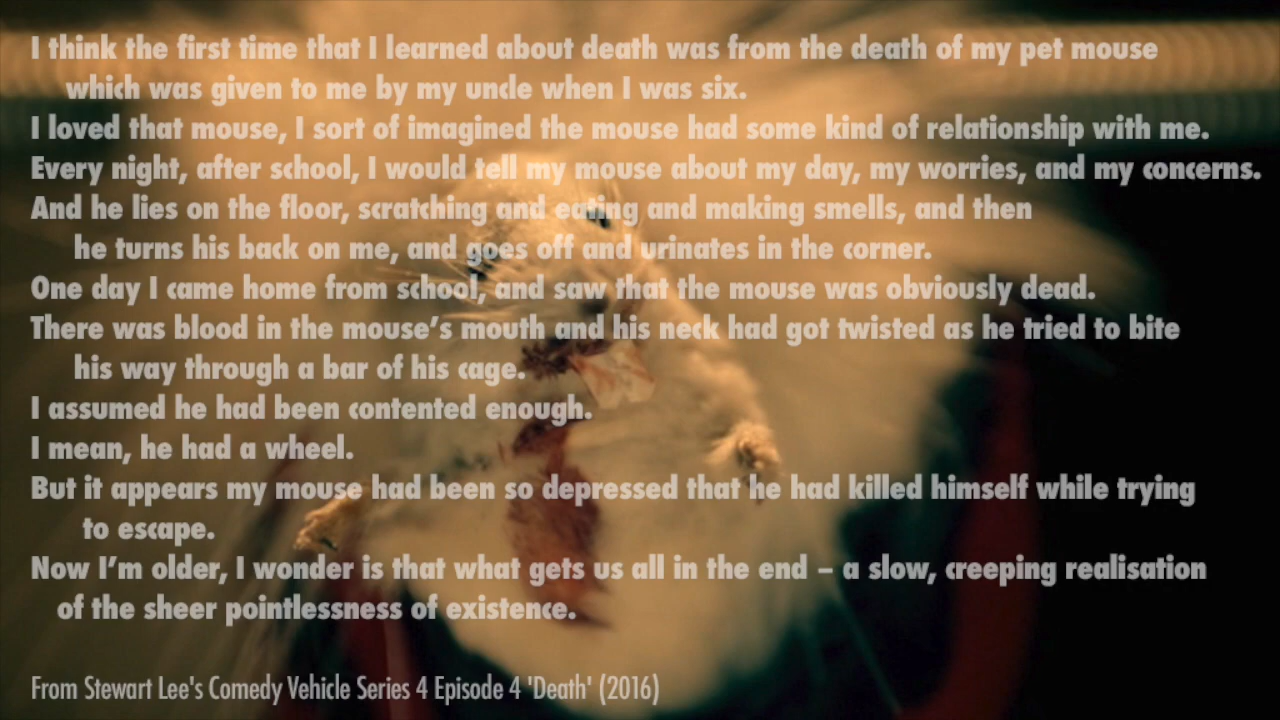 I think the first time that I learned about death was from the death of my pet mouse
which was given to me by my uncle when I was six.
I loved that mouse, I sort of imagined the mouse had some kind of relationship with me.
Every night, after school, I would tell my mouse about my day, my worries, and my concerns.
And he lies on the floor, scratching and eating and making smells, and then
he turns his back on me, and goes off and urinates in the corner.
One day I came home from school, and saw that the mouse was obviously dead.
There was blood in the mouse’s mouth and his neck had got twisted as he tried to bite
his way through a bar of his cage.
I assumed he had been contented enough.
I mean, he had a wheel.
But it appears my mouse had been so depressed that he had killed himself while trying
to escape.
Now I’m older, I wonder is that what gets us all in the end – a slow, creeping realisation
of the sheer pointlessness of existence.
From Stewart Lee's Comedy Vehicle Series 4 Episode 4 'Death' (2016)